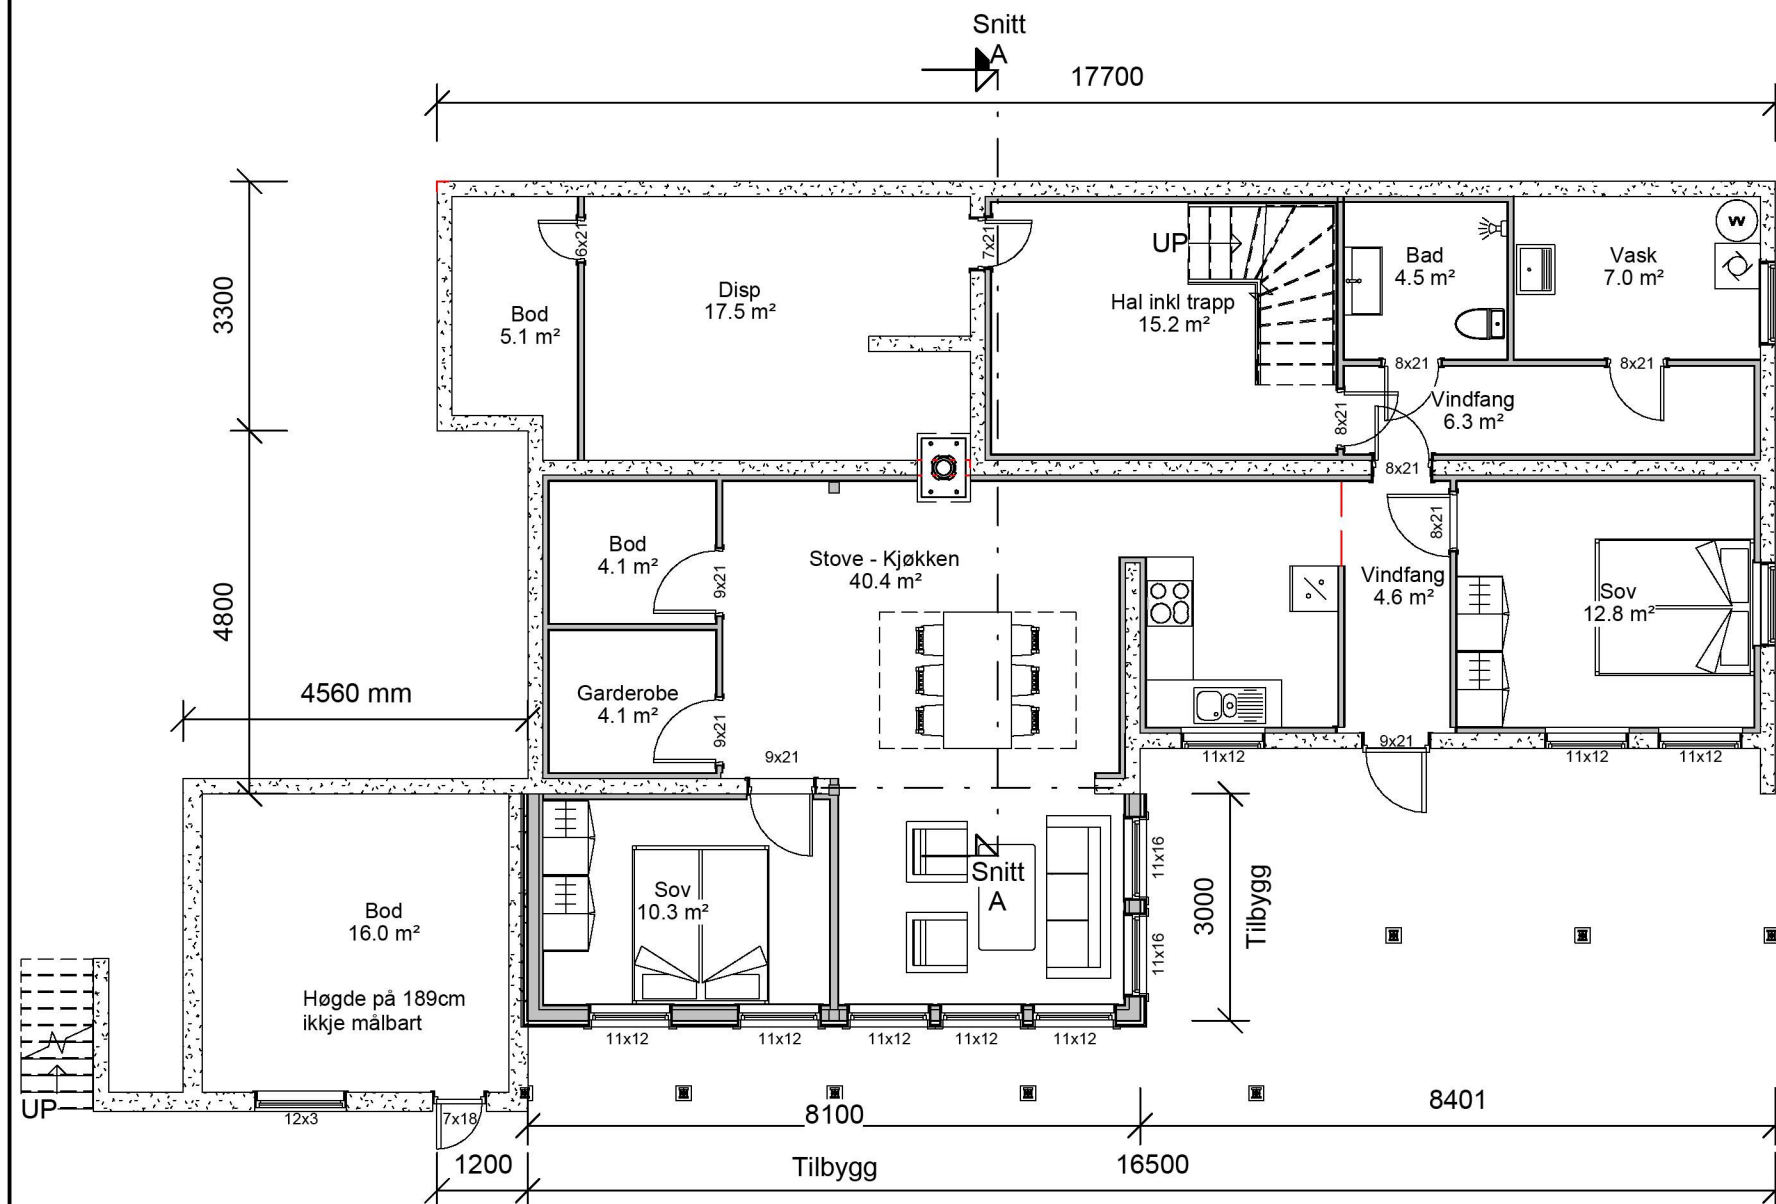 Snitt
A
17700
3300
4800
4560 mm
6x21
7x21
UP
Bod
5.1 m²
Disp
17.5 m²
Hal inkl trapp
15.2 m²
Bad
4.5 m²
Vask
7.0 m²
W
8x21
8x21
8x21
Vindfang
6.3 m²
8x21
Bod
4.1 m²
9x21
Stove - Kjøkken
40.4 m²
8x21
Vindfang
4.6 m²
Sov
12.8 m²
Garderobe
4.1 m²
9x21
9x21
11x12
9x21
11x12
11x12
Sov
10.3 m²
Snitt
A
11x16
11x16
3000
Tilbygg
Bod
16.0 m²
Høgde på 189cm
ikkje målbart
11x12
11x12
11x12
11x12
11x12
UP
12x3
7x18
8100
8401
1200
Tilbygg
16500